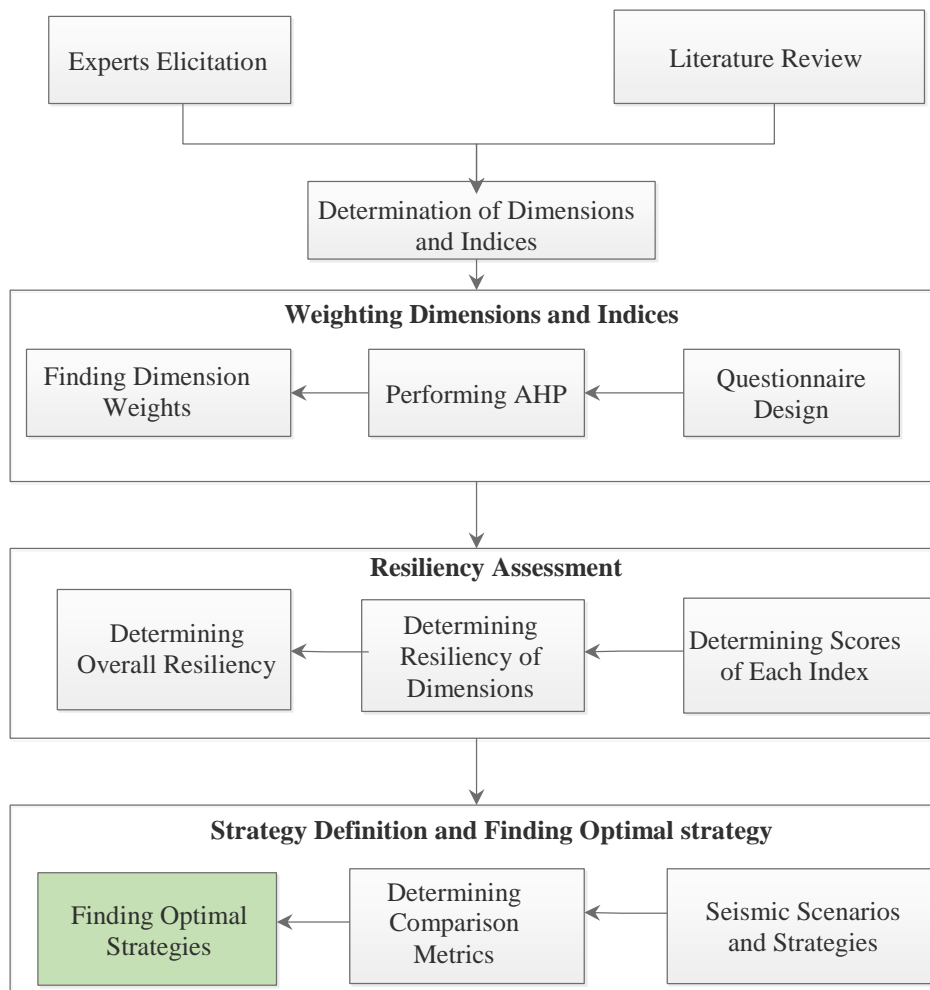 Experts Elicitation
Literature Review
Determination of Dimensions
and Indices
Weighting Dimensions and Indices
Finding Dimension
Weights
Performing AHP
Questionnaire
Design
Resiliency Assessment
Determining
Overall Resiliency
Determining
Resiliency of
Dimensions
Determining Scores
of Each Index
Strategy Definition and Finding Optimal strategy
Finding Optimal
Strategies
Determining
Comparison
Metrics
Seismic Scenarios
and Strategies